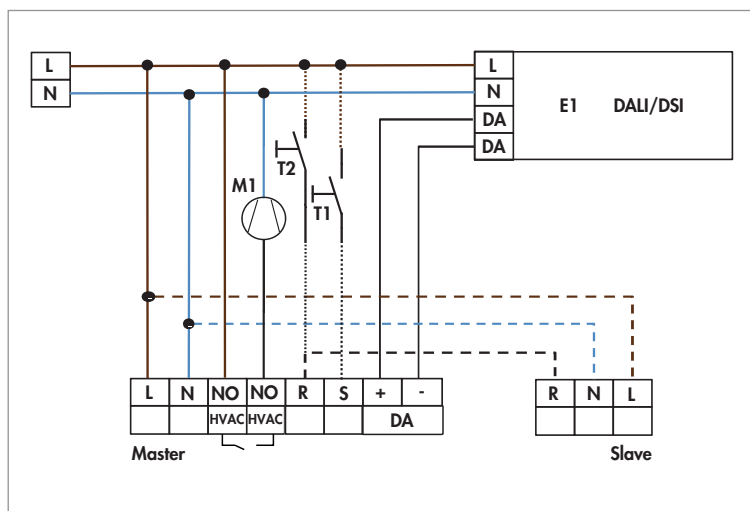 L
N
L
N
DA
DA
E1 DALI/DSI
T2
M1
T1
L N NO NO R S + -
HVAC HVAC DA
R N L
Master
Slave